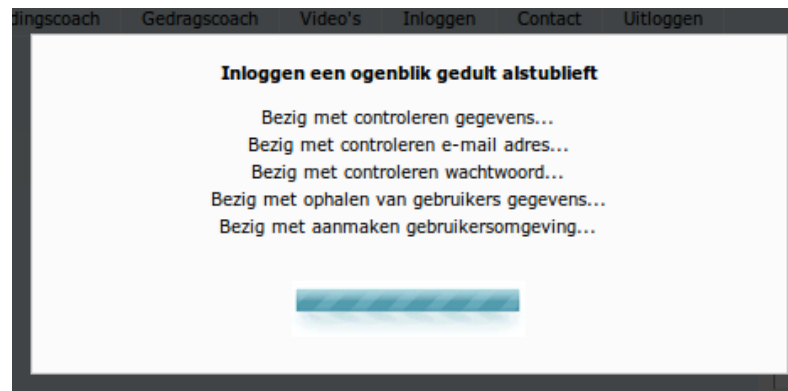 Gedragscoach Video's Inloggen Contact Uitloggen
Inloggen een ogenblik gedult alstublieft
Bezig met controleren gegevens...
Bezig met controleren e-mail adres...
Bezig met controleren wachtwoord...
Bezig met ophalen van gebruikers gegevens...
Bezig met aanmaken gebruikersomgeving...